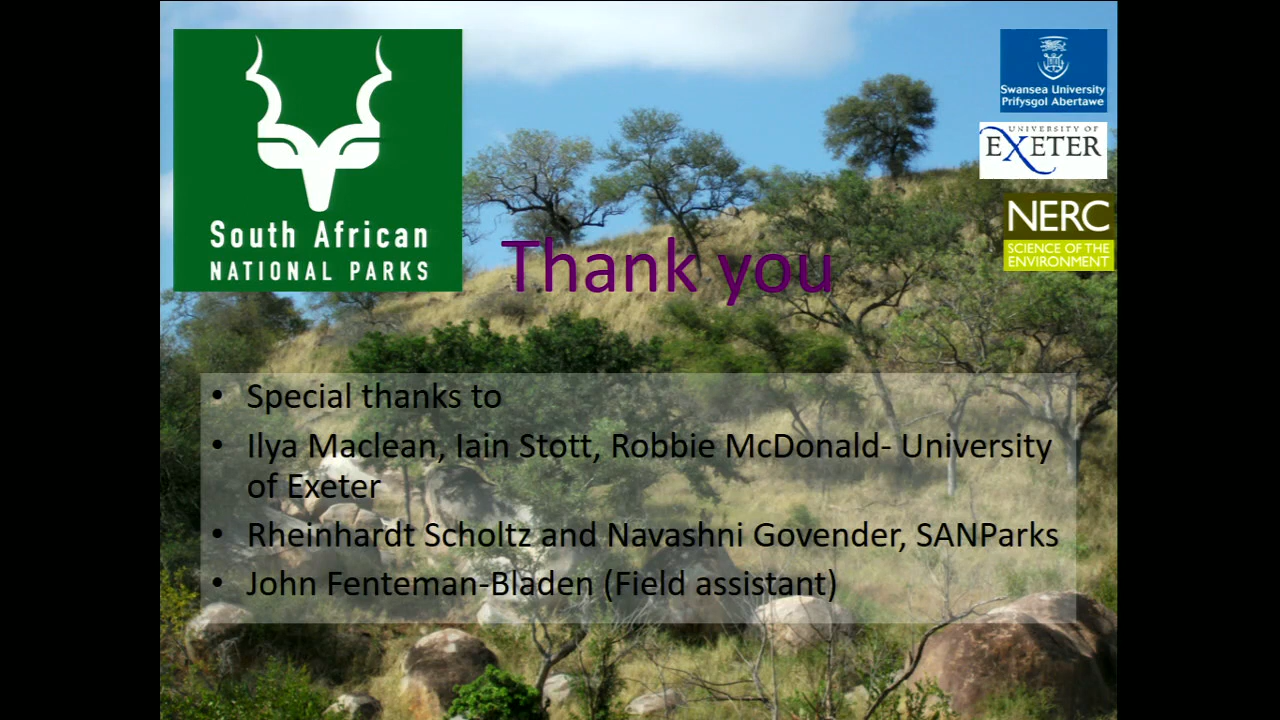 South African
NATIONAL PARKS
Swansea University
Prifysgol Abertawe
UNIVERSITY OF
EXETER
NERC
SCIENCE OF THE
ENVIRONMENT
Thank you
• Special thanks to
• Ilya Maclean, Iain Stott, Robbie McDonald- University
of Exeter
• Rheinhardt Scholtz and Navashni Govender, SANParks
• John Fenteman-Bladen (Field assistant)